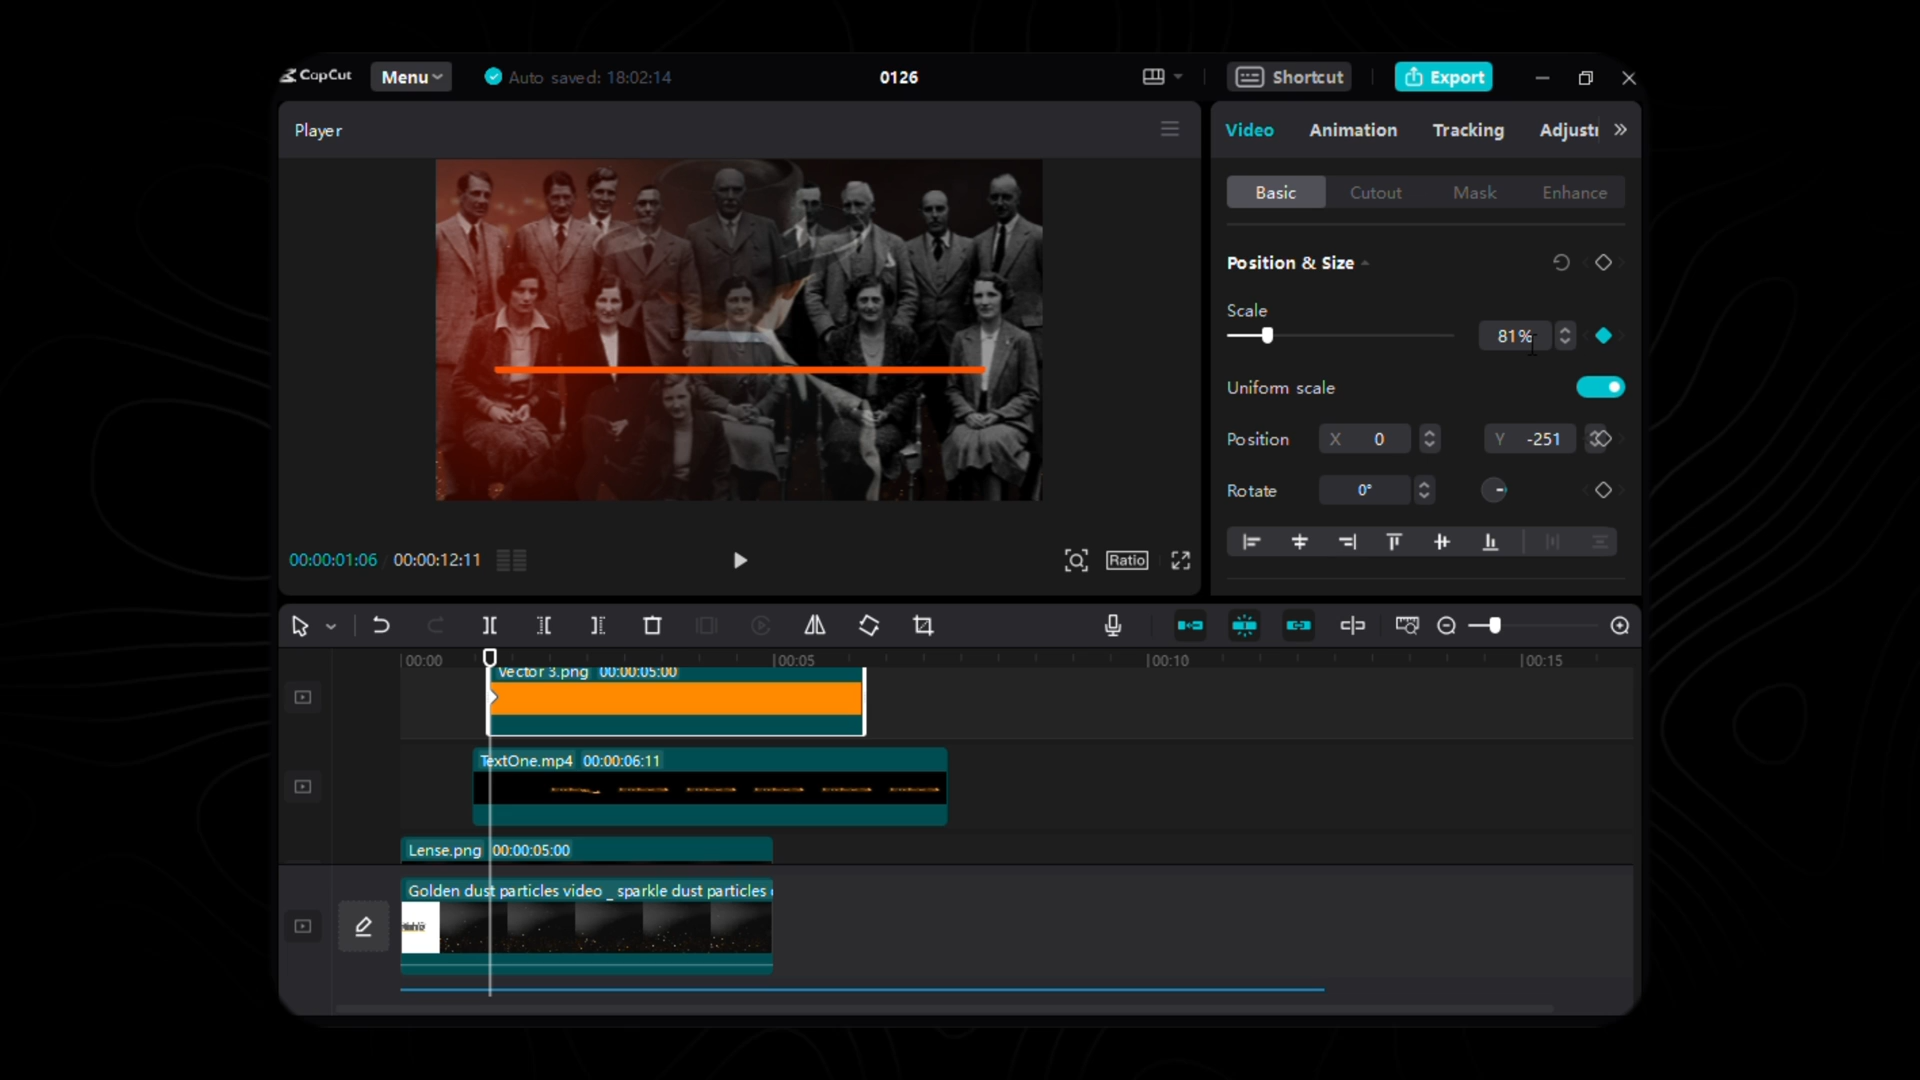 CapCut Menu Auto saved: 18:02:14 0126 Shortcut Export
Player
Video Animation Tracking Adjustı
Basic Cutout Mask Enhance
Position & Size
Scale
81%
Uniform scale
Position X 0 Y -251
Rotate 0°
00:00:01:06 / 00:00:12:11
Ratio
00:00 00:05 00:10 00:15
Vector 3.png 00:00:05:00
TextOne.mp4 00:00:06:11
Lense.png 00:00:05:00
Golden dust particles video _ sparkle dust particles